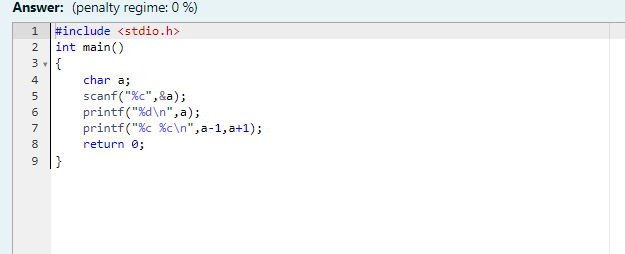 Answer: (penalty regime: 0 %)
1 #include <stdio.h>
2 int main()
3 {
4 char a;
5 scanf("%c",&a);
6 printf("%d\n",a);
7 printf("%c %c\n",a-1,a+1);
8 return 0;
9 }